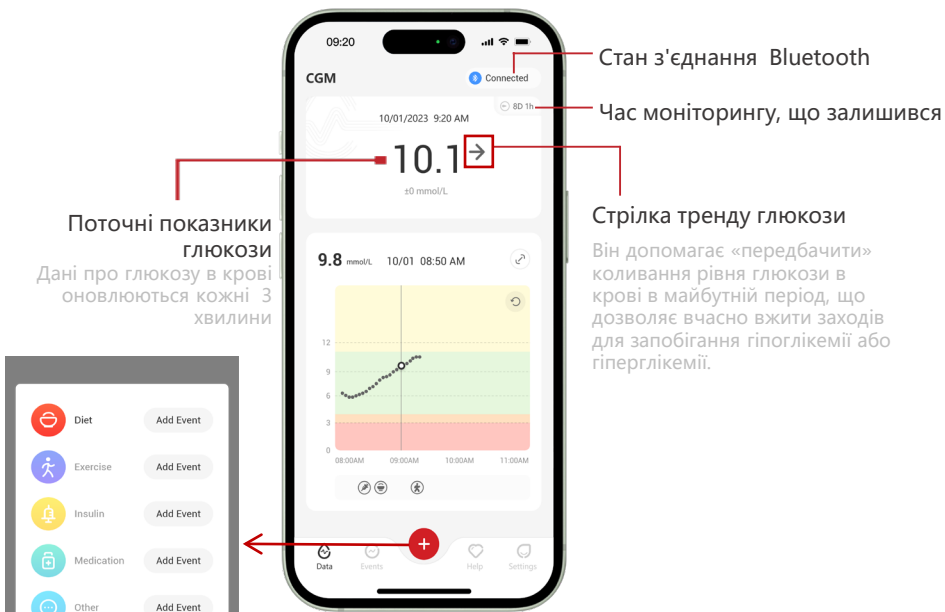 09:20
CGM
Connected
8D 1h
10/01/2023 9:20 AM
10.1
±0 mmol/L
9.8 mmol/L 10/01 08:50 AM
12
9
6
3
0
08:00AM 09:00AM 10:00AM 11:00AM
Data
Events
Help
Settings
Стан з'єднання Bluetooth
Час моніторингу, що залишився
Стрілка тренду глюкози
Він допомагає «передбачити»
коливання рівня глюкози в
крові в майбутній період, що
дозволяє вчасно вжити заходів
для запобігання гіпоглікемії або
гіперглікемії.
Поточні показники
глюкози
Дані про глюкозу в крові
оновлюються кожні 3
хвилини
Diet Add Event
Exercise Add Event
Insulin Add Event
Medication Add Event
Other Add Event